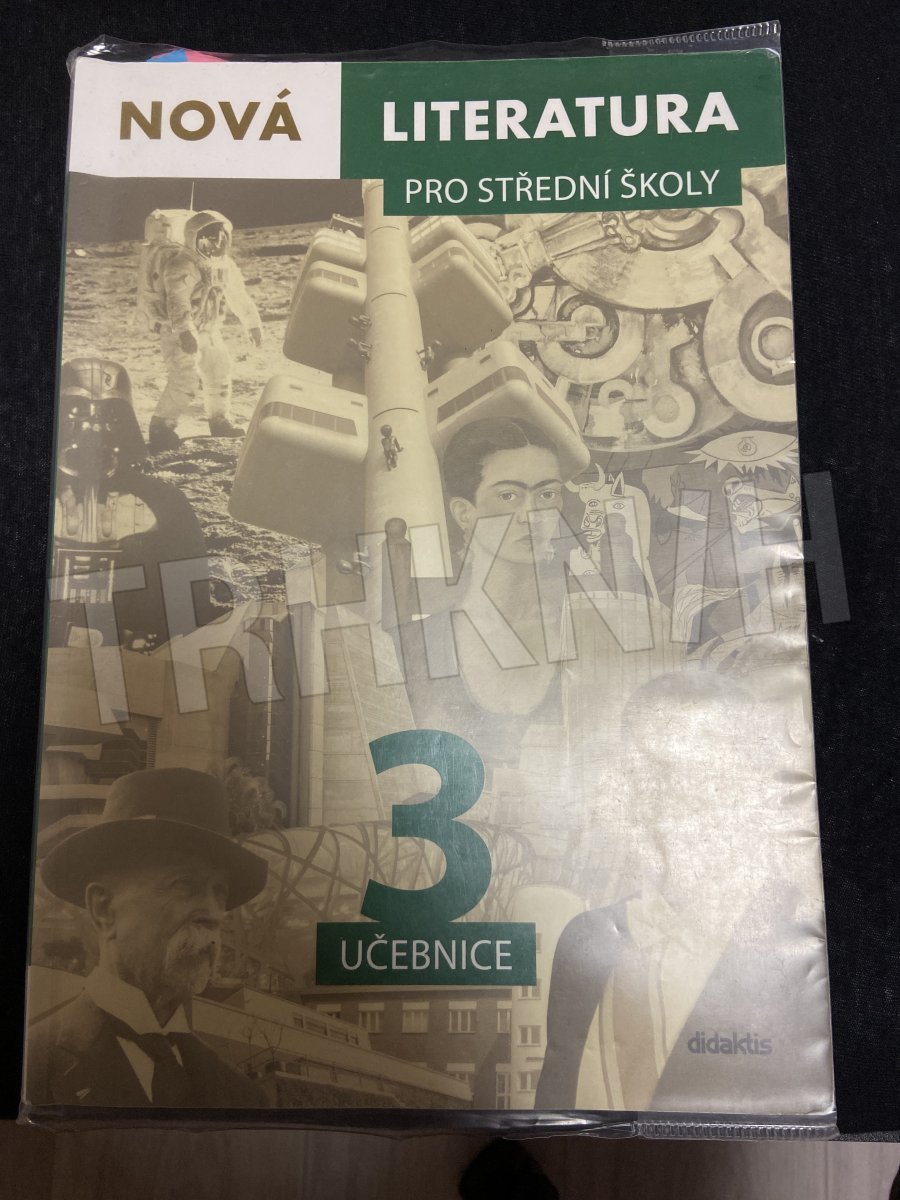 NOVÁ LITERATURA
PRO STŘEDNÍ ŠKOLY
TRHKNIH
3
UČEBNICE
didaktis